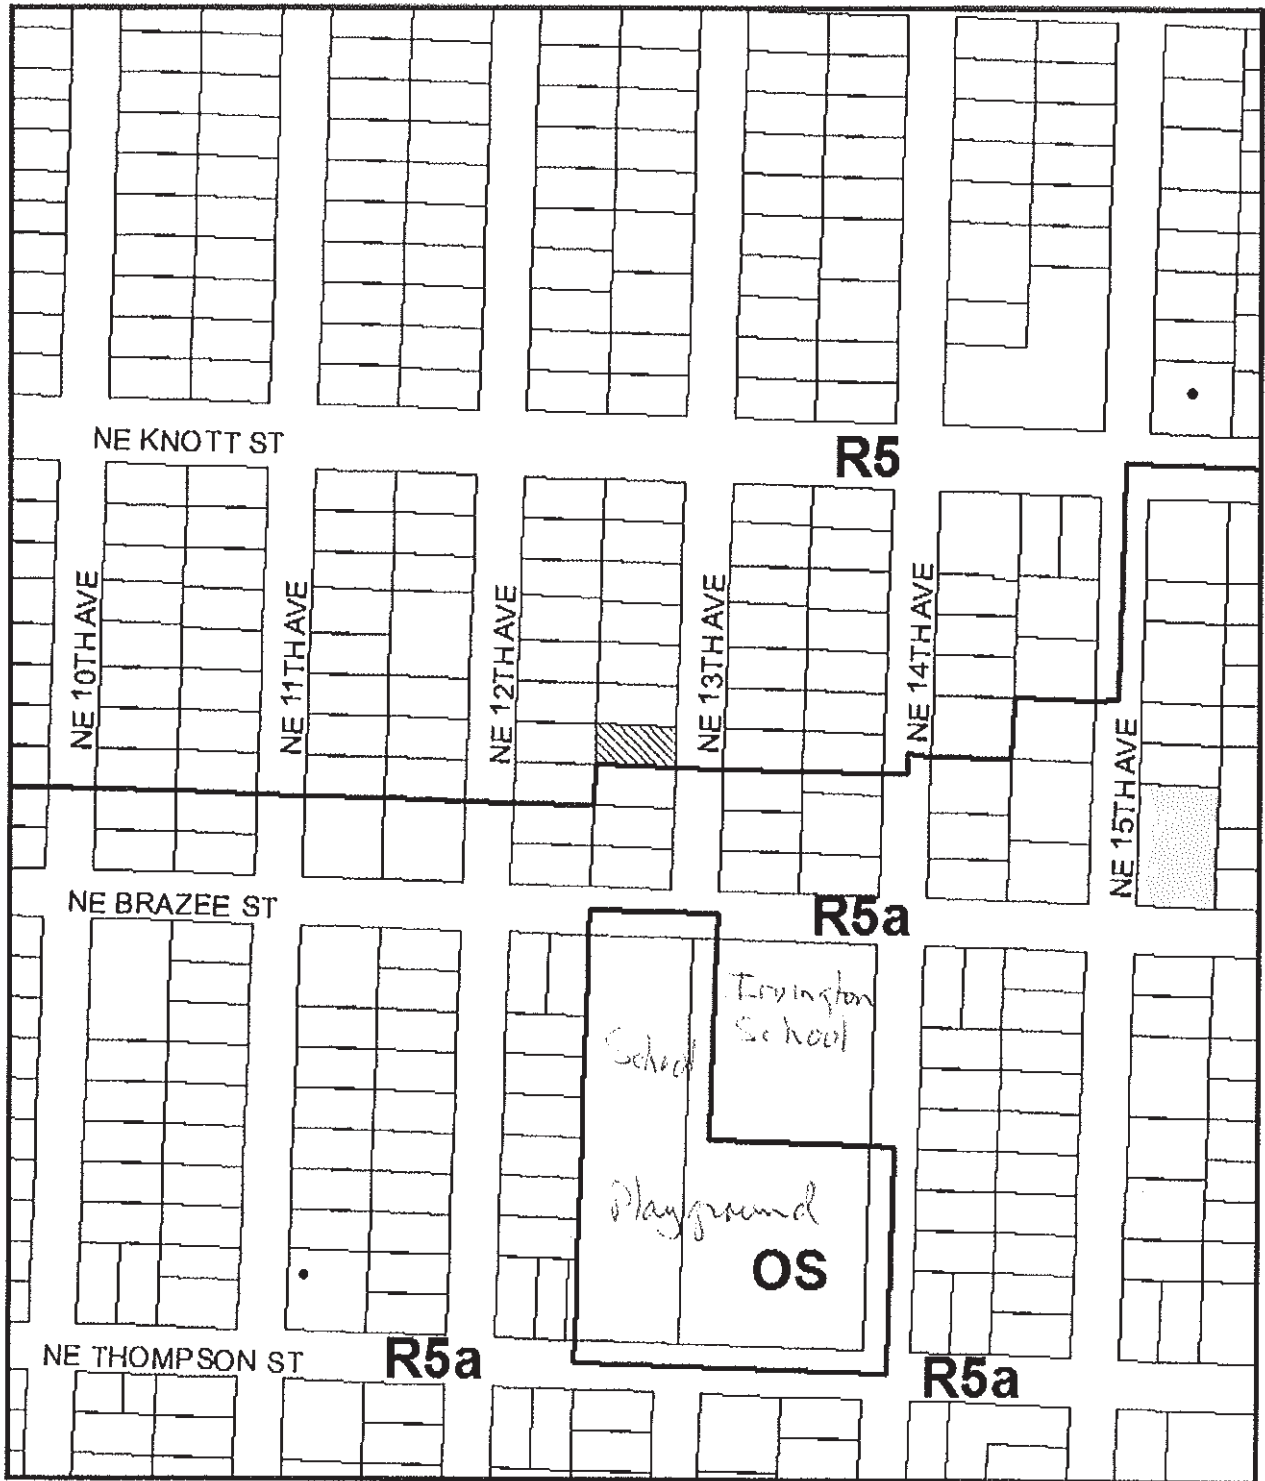 NE KNOTT ST
R5
NE 10TH AVE
NE 11TH AVE
NE 12TH AVE
NE 13TH AVE
NE 14TH AVE
NE 15TH AVE
NE BRAZEE ST
R5a
Irvington
School
School
Playground
OS
NE THOMPSON ST
R5a
R5a